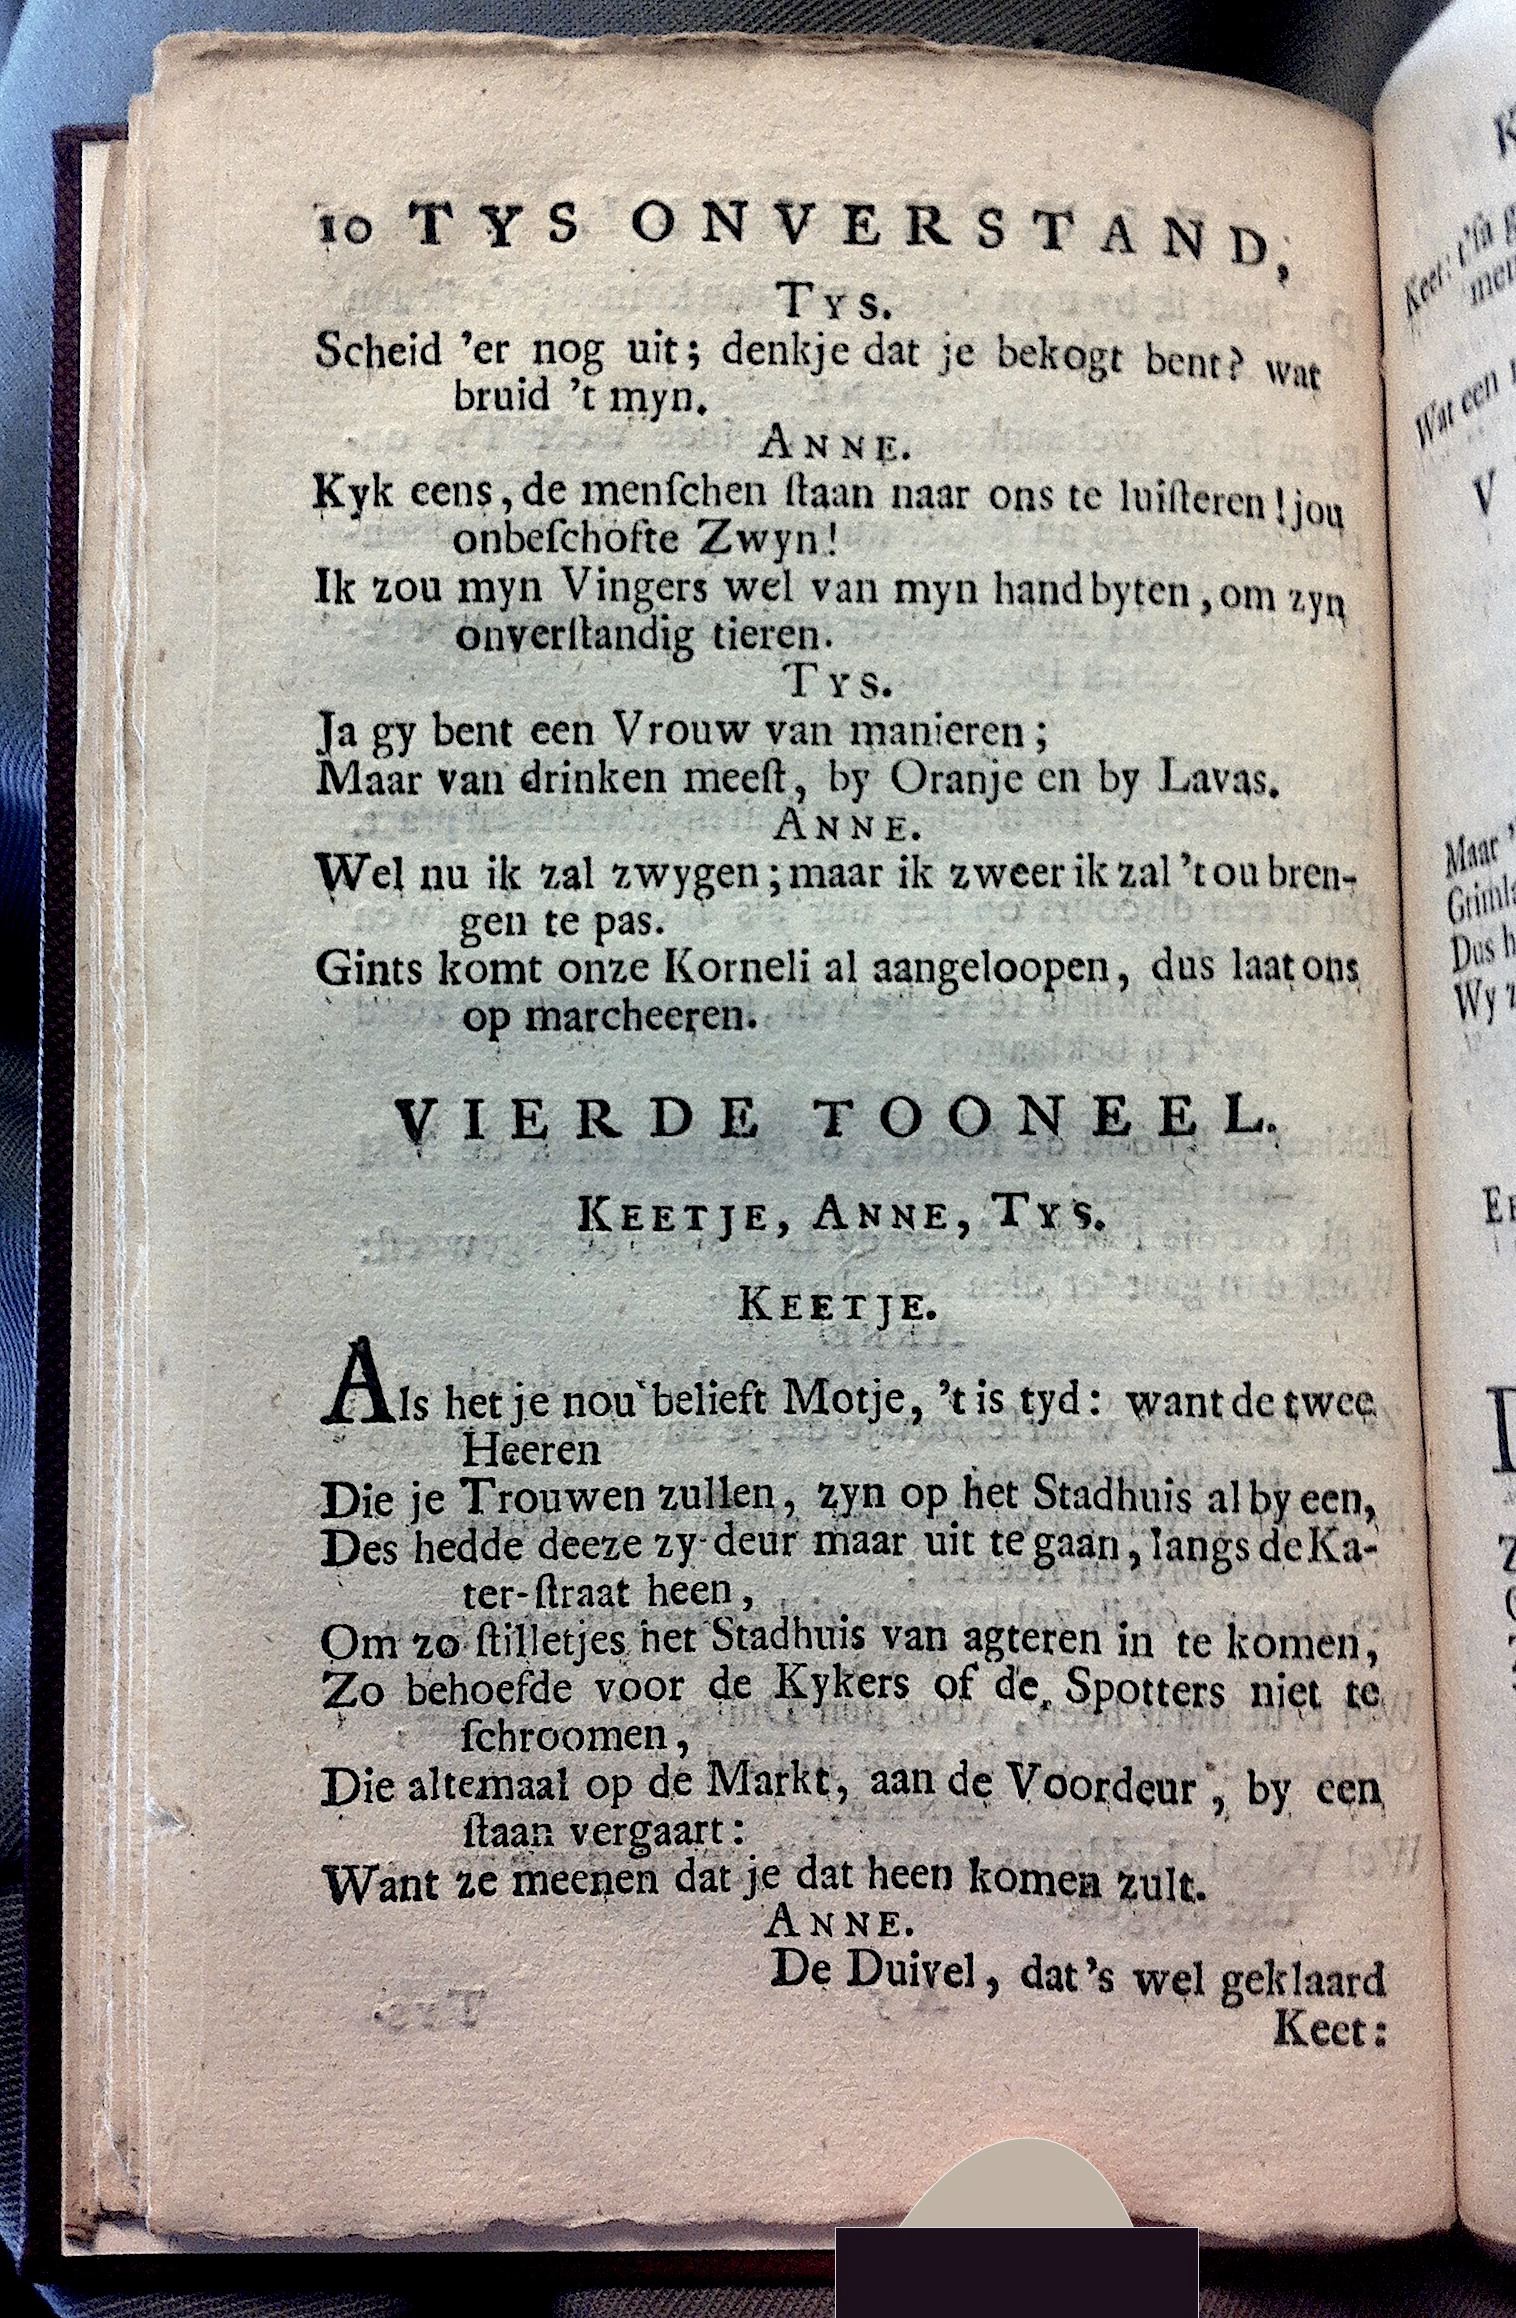 10 TYS ONVERSTAND,
Tys.
Scheid 'er nog uit; denkje dat je bekogt bent? wat
bruid 't myn.
Anne.
Kyk eens, de menſchen ſtaan naar ons te luiſteren! jou
onbeſchofte Zwyn!
Ik zou myn Vingers wel van myn hand byten, om zyn
onverſtandig tieren.
Tys.
Ja gy bent een Vrouw van manieren;
Maar van drinken meeſt, by Oranje en by Lavas.
Anne.
Wel nu ik zal zwygen; maar ik zweer ik zal 't ou bren-
gen te pas.
Gints komt onze Korneli al aangeloopen, dus laat ons
op marcheeren.
VIERDE TOONEEL.
Keetje, Anne, Tys.
Keetje.
Als het je nou belieft Motje, 't is tyd: want de twee
Heeren
Die je Trouwen zullen, zyn op het Stadhuis al by een,
Des hedde deeze zy-deur maar uit te gaan, langs de Ka-
ter-ſtraat heen,
Om zo ſtilletjes het Stadhuis van agteren in te komen,
Zo behoefde voor de Kykers of de Spotters niet te
ſchroomen,
Die altemaal op de Markt, aan de Voordeur, by een
ſtaan vergaart:
Want ze meenen dat je dat heen komen zult.
Anne.
De Duivel, dat's wel geklaard
Keet:
Keet:
Wat een
V
Maar
Dus h
Wy z